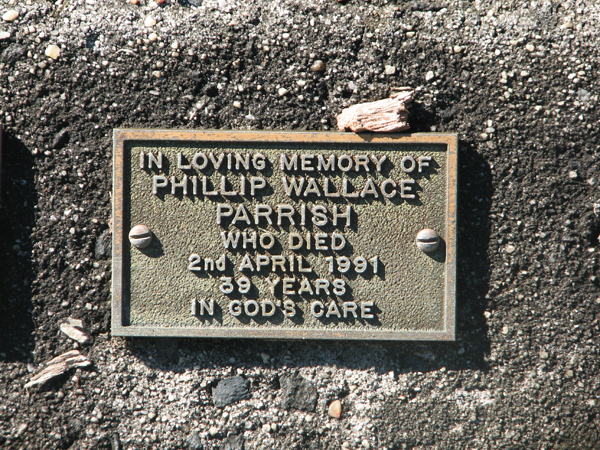 IN LOVING MEMORY OF
PHILLIP WALLACE
PARRISH
WHO DIED
2nd APRIL 1991
39 YEARS
IN GOD'S CARE